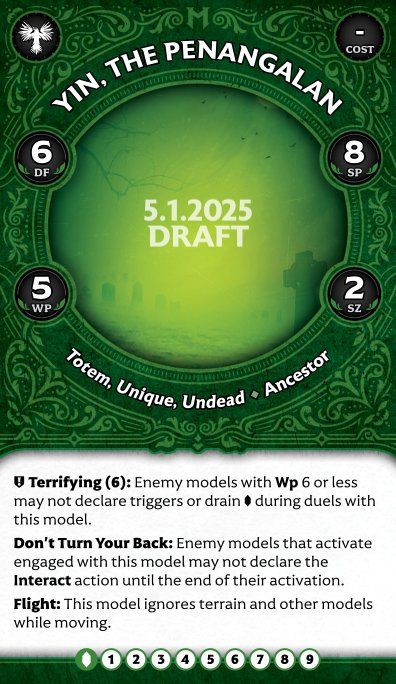 -
COST
YIN, THE PENANGALAN
6
DF
8
SP
5.1.2025
DRAFT
5
WP
2
SZ
Totem, Unique, Undead ◆ Ancestor
Terrifying (6): Enemy models with Wp 6 or less
may not declare triggers or drain during duels with
this model.
Don't Turn Your Back: Enemy models that activate
engaged with this model may not declare the
Interact action until the end of their activation.
Flight: This model ignores terrain and other models
while moving.
1 2 3 4 5 6 7 8 9